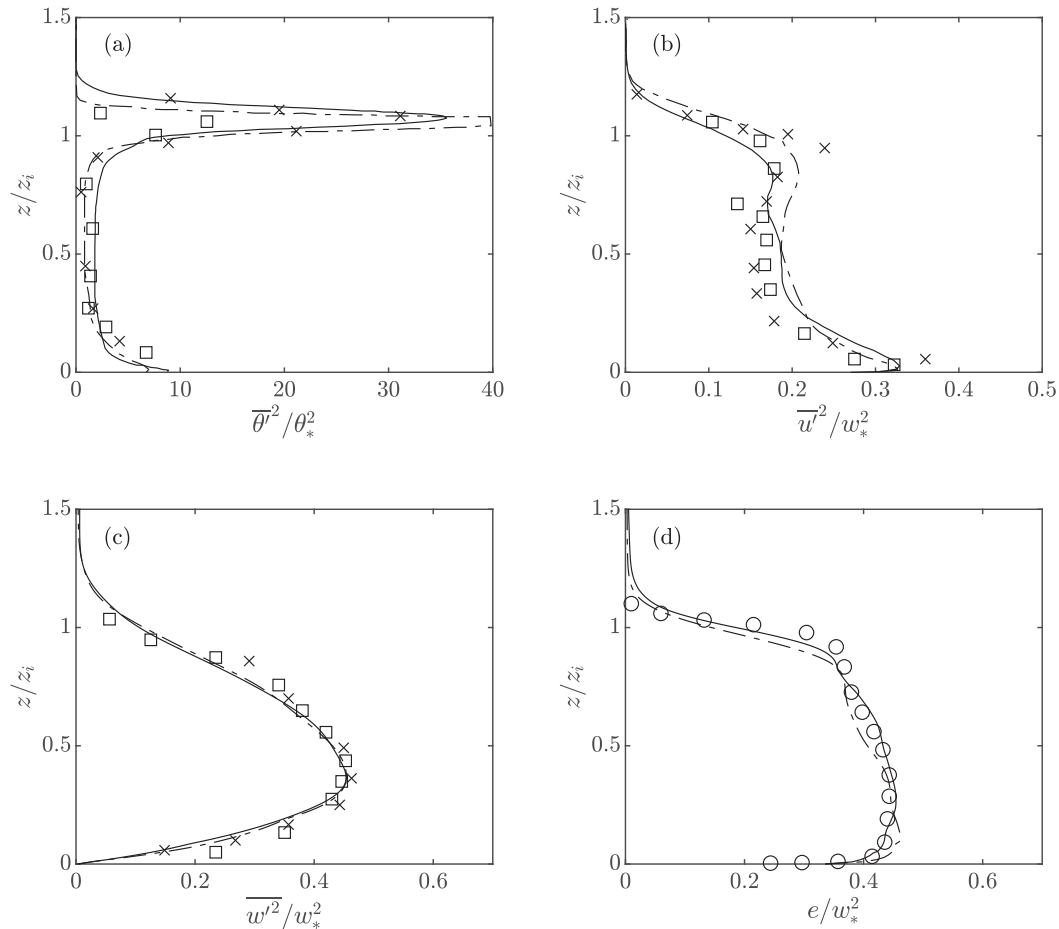 1.5
(a)
1
z/z_i
0.5
0
0 10 20 30 40
\overline{θ'}^2/θ_*^2
1.5
(b)
1
z/z_i
0.5
0
0 0.1 0.2 0.3 0.4 0.5
\overline{u'}^2/w_*^2
1.5
(c)
1
z/z_i
0.5
0
0 0.2 0.4 0.6
\overline{w'^2}/w_*^2
1.5
(d)
1
z/z_i
0.5
0
0 0.2 0.4 0.6
e/w_*^2